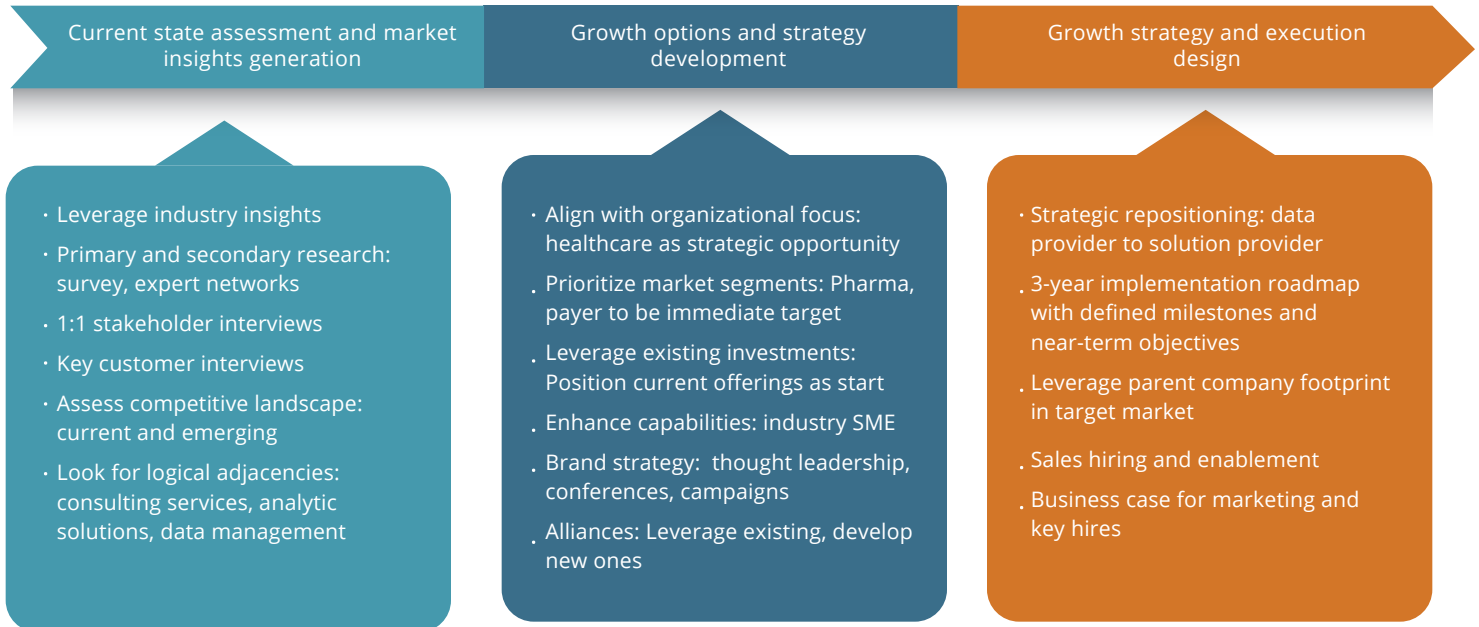 Current state assessment and market
insights generation
Growth options and strategy
development
Growth strategy and execution
design
· Leverage industry insights
· Primary and secondary research:
survey, expert networks
· 1:1 stakeholder interviews
· Key customer interviews
· Assess competitive landscape:
current and emerging
· Look for logical adjacencies:
consulting services, analytic
solutions, data management
· Align with organizational focus:
healthcare as strategic opportunity
. Prioritize market segments: Pharma,
payer to be immediate target
. Leverage existing investments:
Position current offerings as start
. Enhance capabilities: industry SME
. Brand strategy:  thought leadership,
conferences, campaigns
. Alliances: Leverage existing, develop
new ones
· Strategic repositioning: data
provider to solution provider
. 3-year implementation roadmap
with defined milestones and
near-term objectives
. Leverage parent company footprint
in target market
. Sales hiring and enablement
. Business case for marketing and
key hires